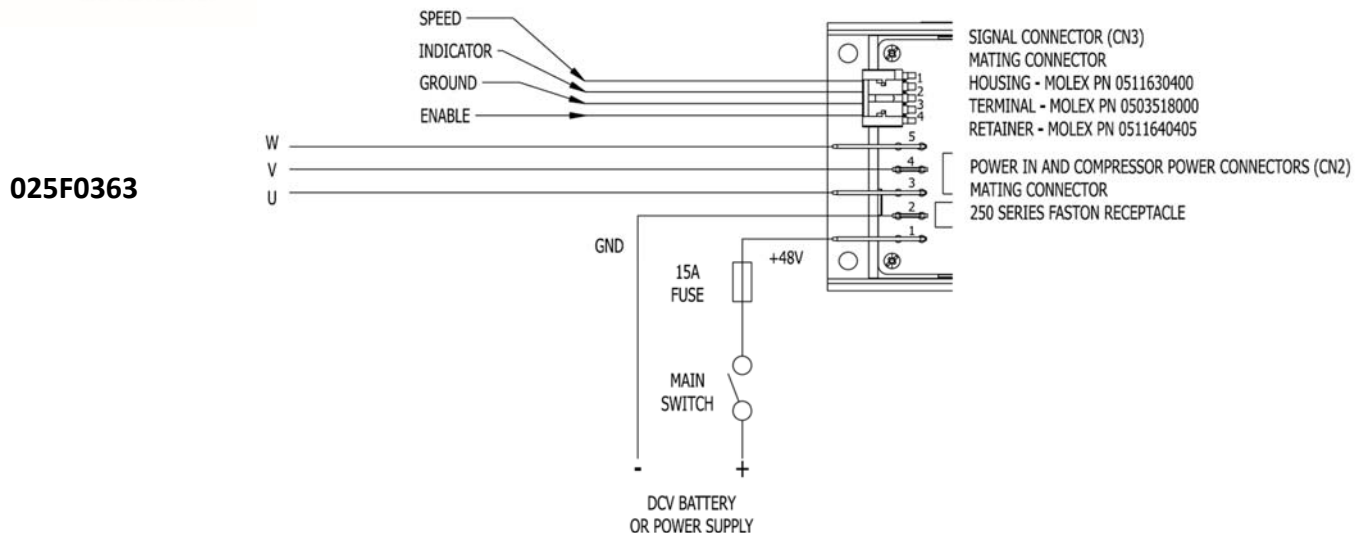 SPEED
INDICATOR
GROUND
ENABLE
1
2
3
4
SIGNAL CONNECTOR (CN3)
MATING CONNECTOR
HOUSING - MOLEX PN 0511630400
TERMINAL - MOLEX PN 0503518000
RETAINER - MOLEX PN 0511640405
W
V
U
5
4
3
2
1
POWER IN AND COMPRESSOR POWER CONNECTORS (CN2)
MATING CONNECTOR
250 SERIES FASTON RECEPTACLE
025F0363
GND
+48V
15A
FUSE
MAIN
SWITCH
-
+
DCV BATTERY
OR POWER SUPPLY